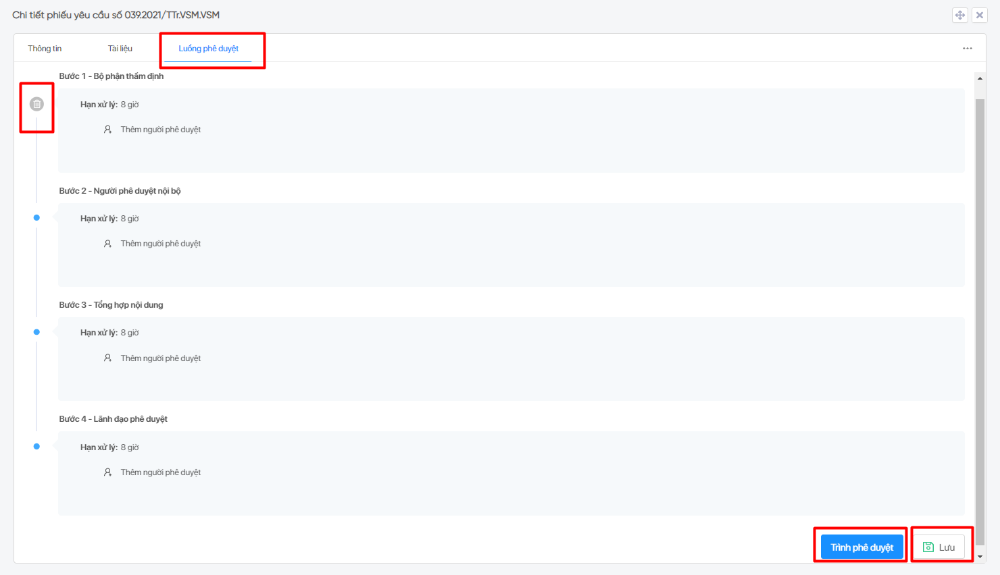 Chi tiết phiếu yêu cầu số 039.2021/TTr.VSM.VSM
Thông tin
Tài liệu
Luồng phê duyệt
Bước 1 - Bộ phận thẩm định
Hạn xử lý: 8 giờ
Thêm người phê duyệt
Bước 2 - Người phê duyệt nội bộ
Hạn xử lý: 8 giờ
Thêm người phê duyệt
Bước 3 - Tổng hợp nội dung
Hạn xử lý: 8 giờ
Thêm người phê duyệt
Bước 4 - Lãnh đạo phê duyệt
Hạn xử lý: 8 giờ
Thêm người phê duyệt
Trình phê duyệt
Lưu